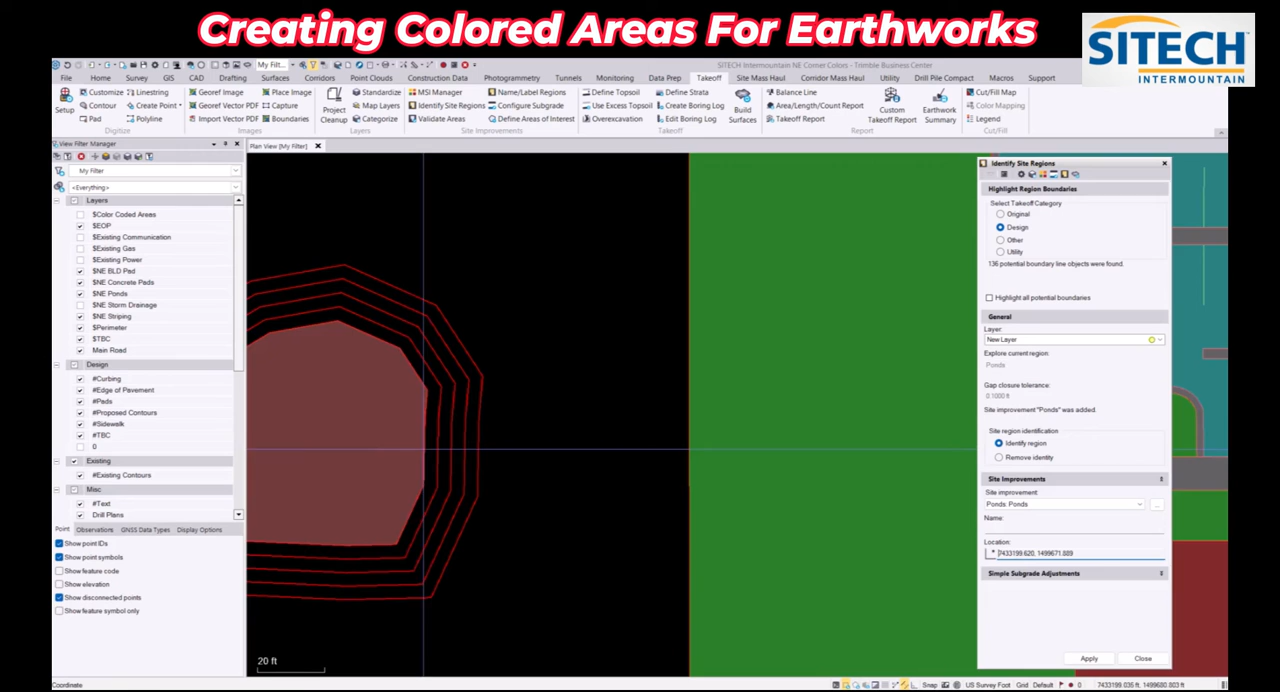 Creating Colored Areas For Earthworks
SITECH
INTERMOUNTAIN
My Filt...
SITECH Intermountain NE Corner Colors - Trimble Business Center
File Home Survey GIS CAD Drafting Surfaces Corridors Point Clouds Construction Data Photogrammetry Tunnels Monitoring Data Prep Takeoff Site Mass Haul Corridor Mass Haul Utility Drill Pile Compact Macros Support
Setup
Customize Linestring
Contour Create Point
Pad Polyline
Digitize
Georef Image Place Image
Georef Vector PDF Capture
Import Vector PDF Boundaries
Images
Project Cleanup
Standardize
Map Layers
Categorize
Layers
MSI Manager Name/Label Regions
Identify Site Regions Configure Subgrade
Validate Areas Define Areas of Interest
Site Improvements
Define Topsoil Define Strata
Use Excess Topsoil Create Boring Log
Overexcavation Edit Boring Log
Build Surfaces
Takeoff
Balance Line
Area/Length/Count Report
Takeoff Report
Custom Takeoff Report
Earthwork Summary
Report
Cut/Fill Map
Color Mapping
Legend
Cut/Fill
View Filter Manager
My Filter
<Everything>
Layers
$Color Coded Areas
$EOP
$Existing Communication
$Existing Gas
$Existing Power
$NE BLD Pad
$NE Concrete Pads
$NE Ponds
$NE Storm Drainage
$NE Striping
$Perimeter
$TBC
Main Road
Design
#Curbing
#Edge of Pavement
#Pads
#Proposed Contours
#Sidewalk
#TBC
0
Existing
#Existing Contours
Misc
#Text
Drill Plans
Point Observations GNSS Data Types Display Options
Show point IDs
Show point symbols
Show feature code
Show elevation
Show disconnected points
Show feature symbol only
Plan View [My Filter]
20 ft
Identify Site Regions
Highlight Region Boundaries
Select Takeoff Category
Original
Design
Other
Utility
136 potential boundary line objects were found.
Highlight all potential boundaries
General
Layer:
New Layer
Explore current region:
Ponds
Gap closure tolerance:
0.1000 ft
Site improvement "Ponds" was added.
Site region identification
Identify region
Remove identity
Site Improvements
Site improvement:
Ponds: Ponds
...
Name:
Location:
7433199.620, 1499671.889
Simple Subgrade Adjustments
Apply Close
Coordinate
Snap
US Survey Foot Grid Default 0 7433199.035 ft, 1499680.803 ft